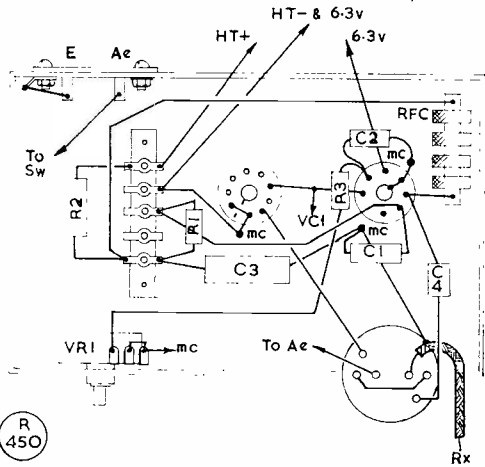 HT- & 6·3v
HT+
6·3v
E Ae
RFC
To
Sw
C2
mc
R3
R2
R1
mc
VC1
mc
C3
C1
C
4
VR1
mc
To Ae
R
450
Rx